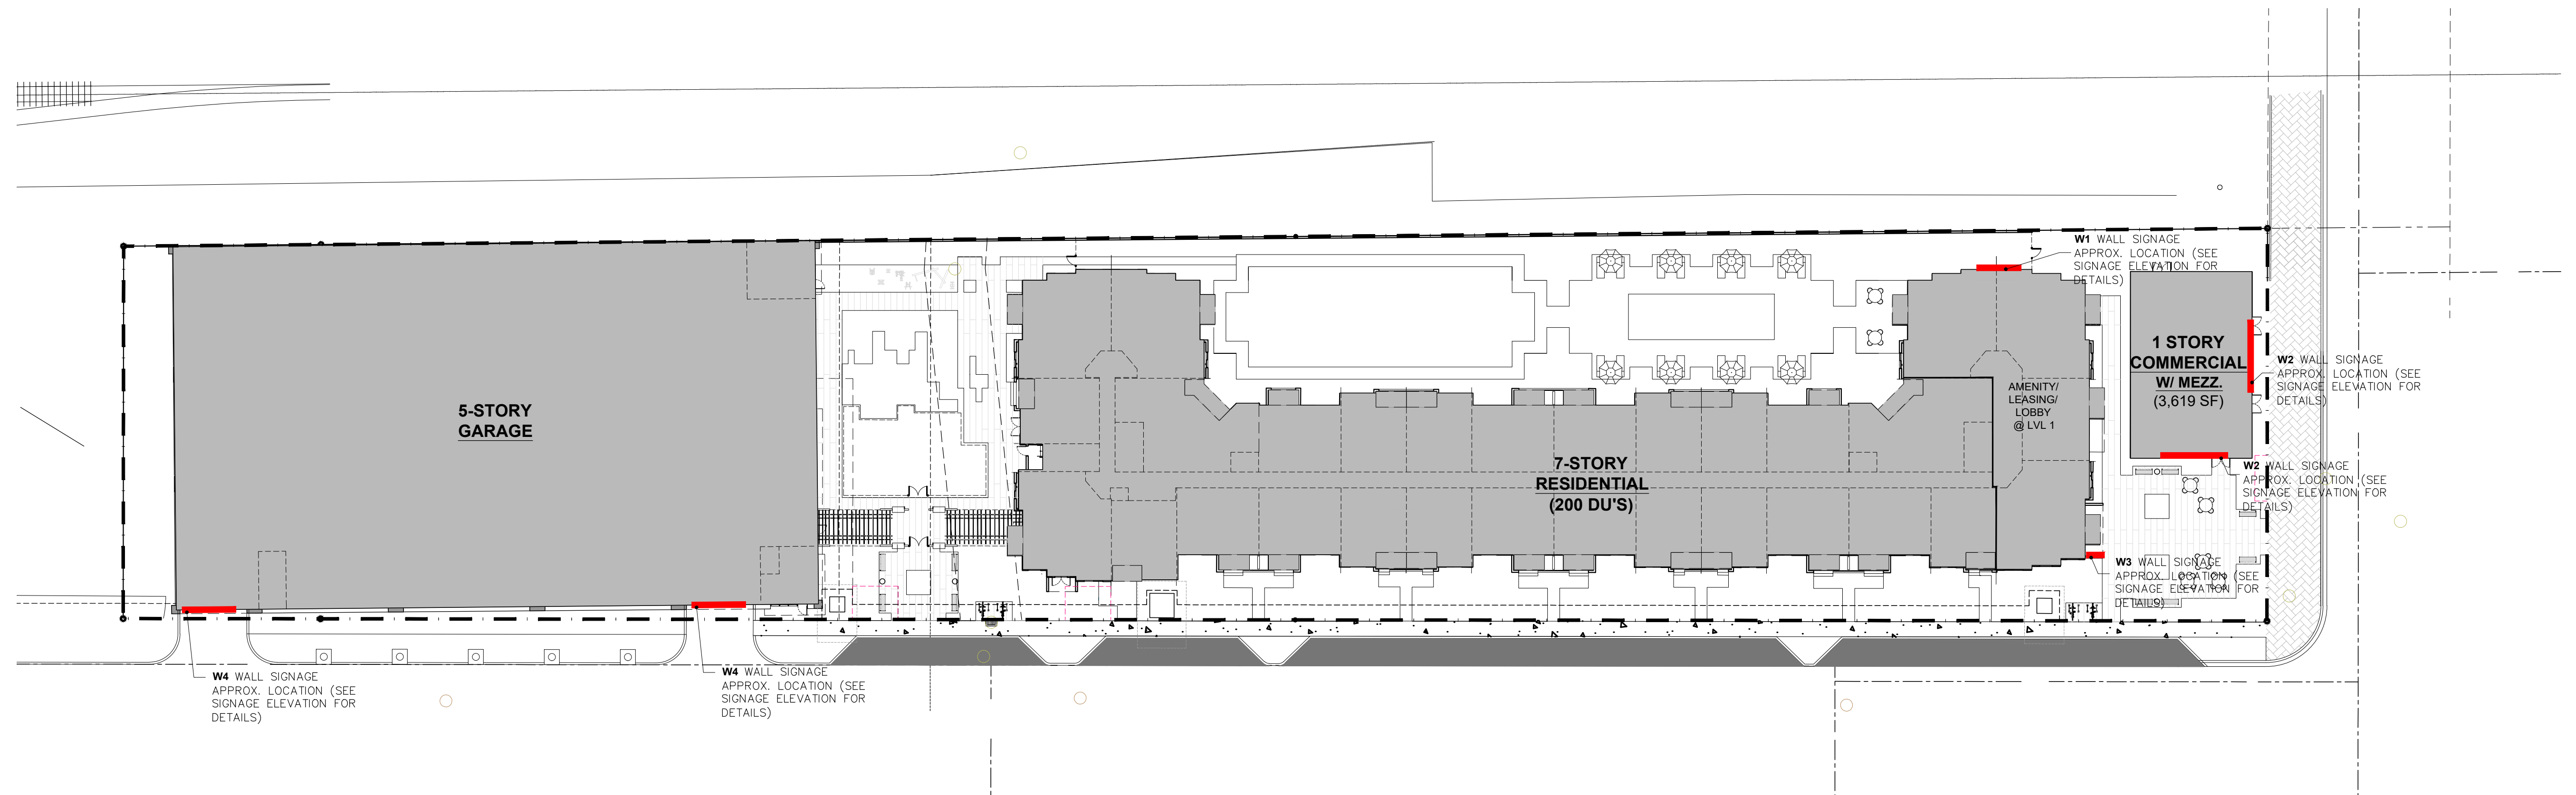 W1 WALL SIGNAGE
APPROX. LOCATION (SEE
SIGNAGE ELEVATION FOR
DETAILS)
1 STORY
COMMERCIAL
W/ MEZZ.
(3,619 SF)
W2 WALL SIGNAGE
APPROX. LOCATION (SEE
SIGNAGE ELEVATION FOR
DETAILS)
AMENITY/
LEASING/
LOBBY
@ LVL 1
5-STORY
GARAGE
7-STORY
RESIDENTIAL
(200 DU'S)
W2 WALL SIGNAGE
APPROX. LOCATION (SEE
SIGNAGE ELEVATION FOR
DETAILS)
W3 WALL SIGNAGE
APPROX. LOCATION (SEE
SIGNAGE ELEVATION FOR
DETAILS)
W4 WALL SIGNAGE
APPROX. LOCATION (SEE
SIGNAGE ELEVATION FOR
DETAILS)
W4 WALL SIGNAGE
APPROX. LOCATION (SEE
SIGNAGE ELEVATION FOR
DETAILS)